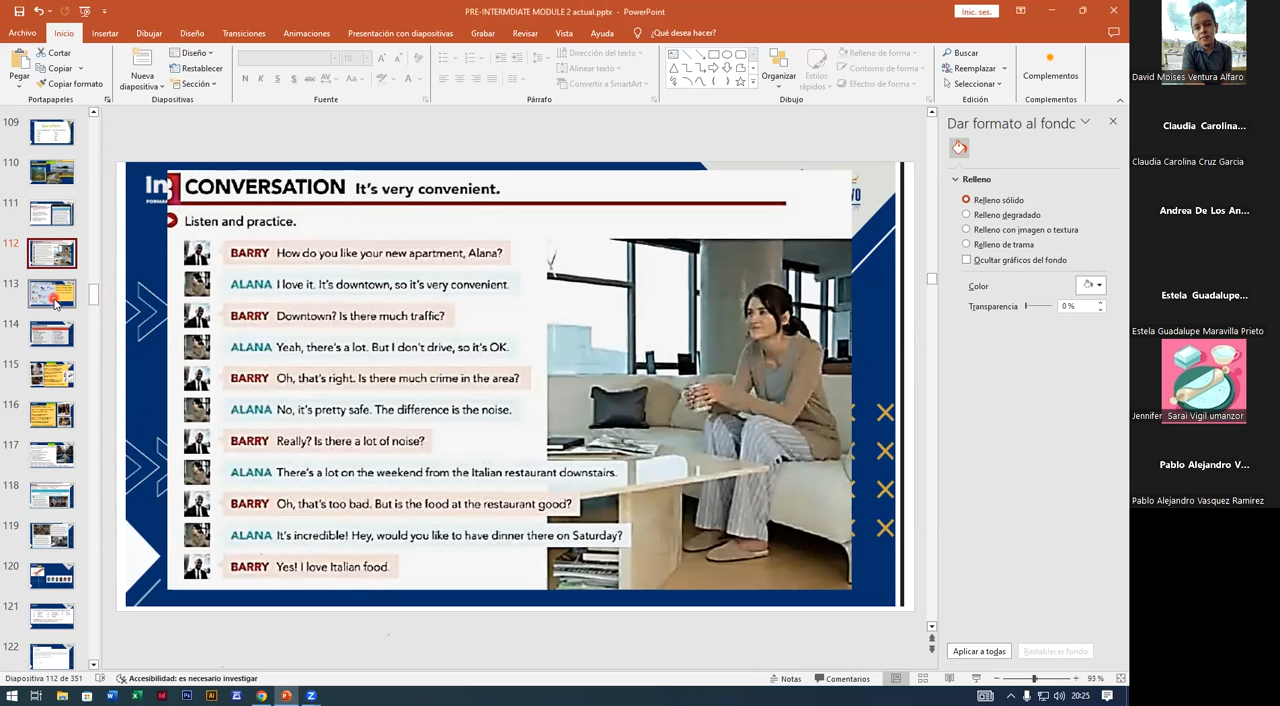 PRE-INTERMDIATE MODULE 2 actual.pptx - PowerPoint
Inic. ses.
Archivo Inicio Insertar Dibujar Diseño Transiciones Animaciones Presentación con diapositivas Grabar Revisar Vista Ayuda ¿Qué desea hacer?
Pegar
Cortar
Copiar
Copiar formato
Portapapeles
Nueva
diapositiva
Diseño
Restablecer
Sección
Diapositivas
18
N K S S abc AV Aa A
Fuente
Párrafo
Dirección del texto
Alinear texto
Convertir a SmartArt
Organizar
Estilos
rápidos
Relleno de forma
Contorno de forma
Efectos de forma
Dibujo
Buscar
Reemplazar
Seleccionar
Edición
Complementos
Complementos
109
110
111
112
113
114
115
116
117
118
119
120
121
122
CONVERSATION It's very convenient.
Listen and practice.
BARRY How do you like your new apartment, Alana?
ALANA I love it. It's downtown, so it's very convenient.
BARRY Downtown? Is there much traffic?
ALANA Yeah, there's a lot. But I don't drive, so it's OK.
BARRY Oh, that's right. Is there much crime in the area?
ALANA No, it's pretty safe. The difference is the noise.
BARRY Really? Is there a lot of noise?
ALANA There's a lot on the weekend from the Italian restaurant downstairs.
BARRY Oh, that's too bad. But is the food at the restaurant good?
ALANA It's incredible! Hey, would you like to have dinner there on Saturday?
BARRY Yes! I love Italian food.
Dar formato al fondo
Relleno
Relleno sólido
Relleno degradado
Relleno con imagen o textura
Relleno de trama
Ocultar gráficos del fondo
Color
Transparencia 0 %
Aplicar a todas
Restablecer fondo
David Moises Ventura Alfaro
Claudia Carolina...
Claudia Carolina Cruz Garcia
Andrea De Los An...
Estela Guadalupe...
Estela Guadalupe Maravilla Prieto
Jennifer Sarai Vigil umanzor
Pablo Alejandro V...
Pablo Alejandro Vasquez Ramirez
Diapositiva 112 de 351
Accesibilidad: es necesario investigar
Notas
Comentarios
93 %
20:25